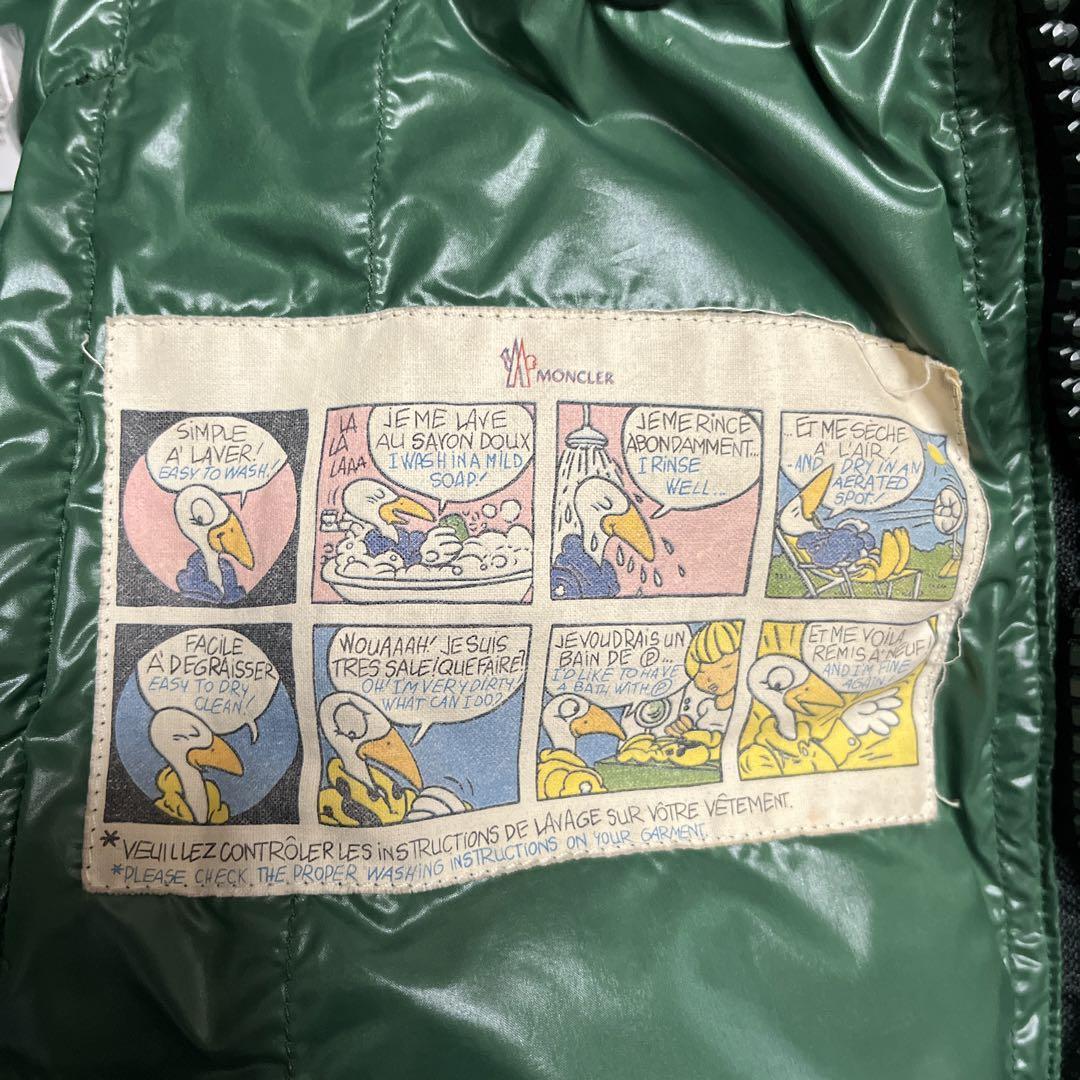 MONCLER
SIMPLE
A' LAVER!
EASY TO WASH!
LA
LA
LAAA
JE ME LAVE
AU SAVON DOUX
I WASH IN A MILD
SOAP!
JE ME RINCE
ABONDAMMENT...
I RINSE
WELL...
...ET ME SÈCHE
A' L'AIR!
-AND DRY IN AN
AERATED
SPOT!
FACILE
A' DEGRAISSER
EASY TO DRY
CLEAN!
WOUAAAH! JE SUIS
TRES SALE! QUE FAIRE?
OH! I'M VERY DIRTY
WHAT CAN I DO?
JE VOUDRAIS UN
BAIN DE Ⓟ...
I'D LIKE TO HAVE
A BATH WITH Ⓟ
ET ME VOILA
REMIS A' NEUF
AND I'M FINE
AGAIN!
*VEUILLEZ CONTRÔLER LES INSTRUCTIONS DE LAVAGE SUR VÔTRE VÊTEMENT.
*PLEASE CHECK THE PROPER WASHING INSTRUCTIONS ON YOUR GARMENT.